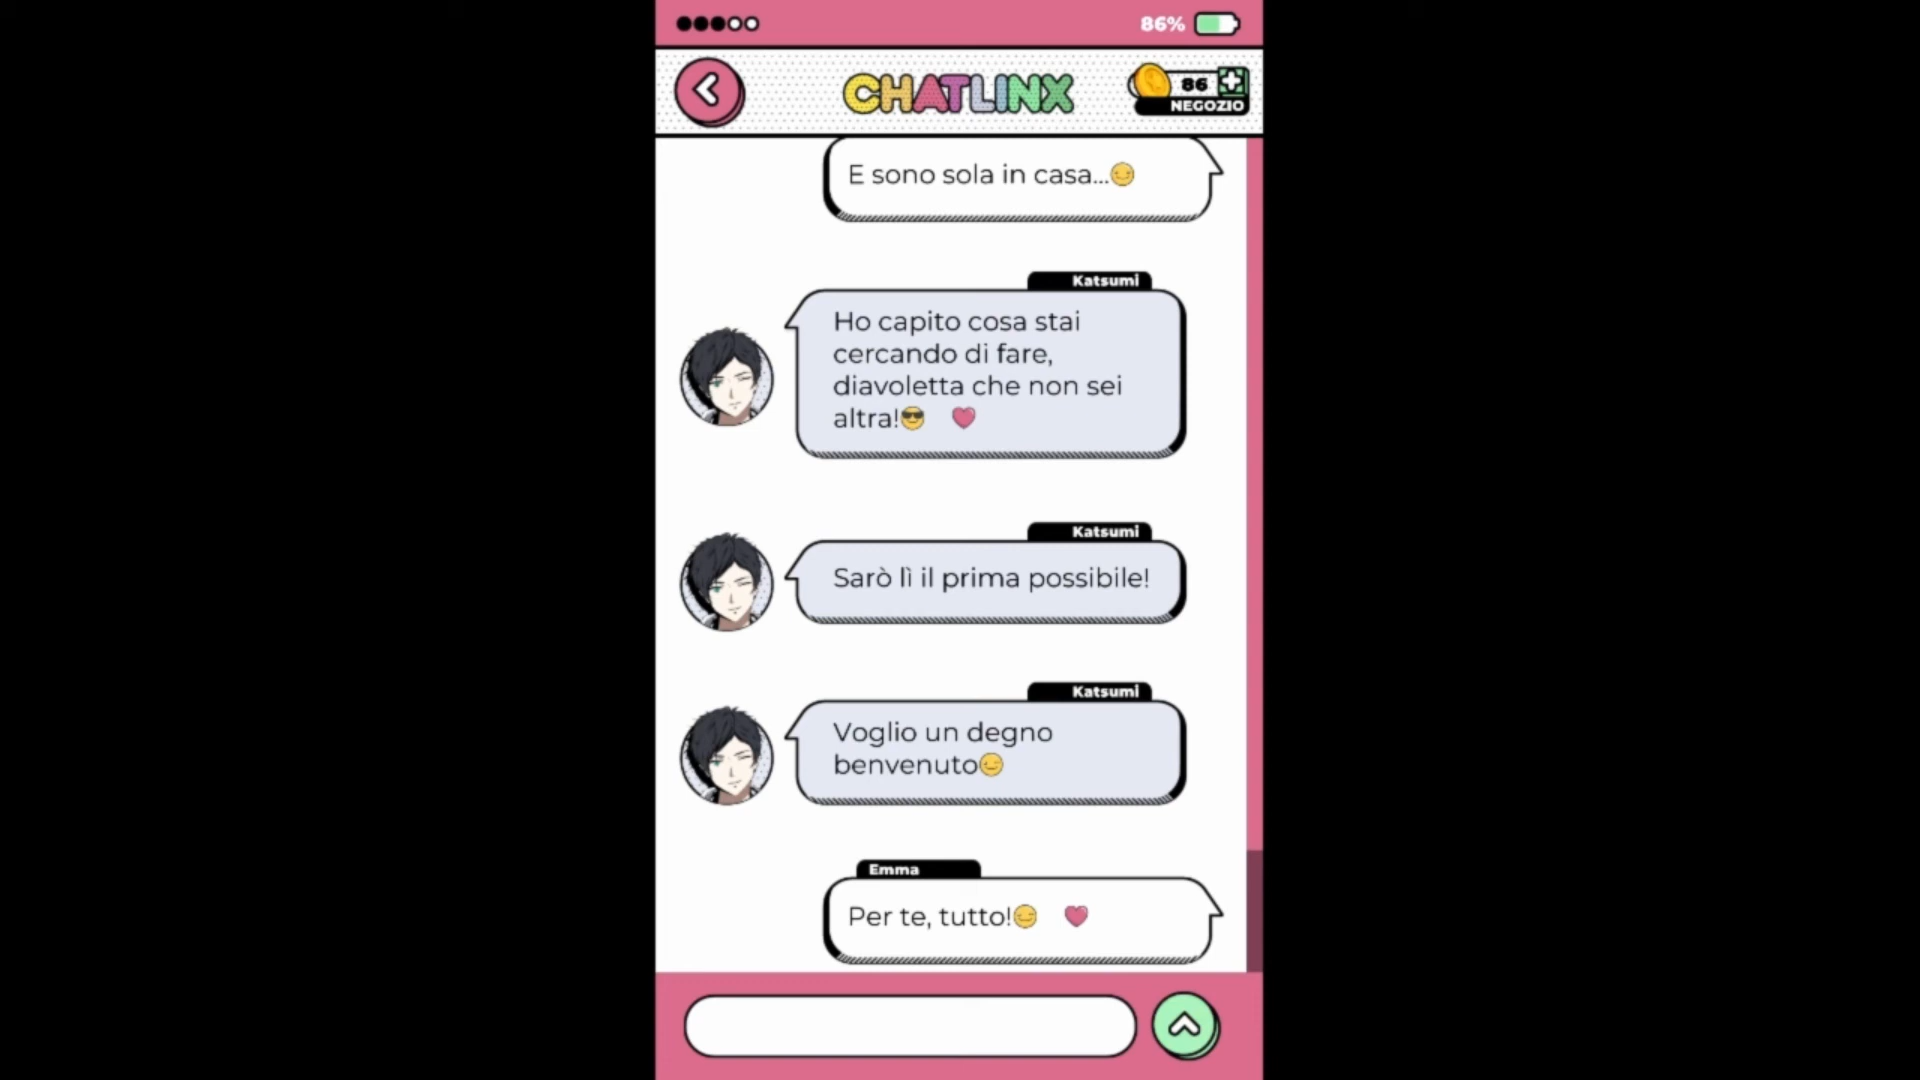 86%
CHATLINX
86
NEGOZIO
E sono sola in casa...
Katsumi
Ho capito cosa stai
cercando di fare,
diavoletta che non sei
altra!
Katsumi
Sarò lì il prima possibile!
Katsumi
Voglio un degno
benvenuto
Emma
Per te, tutto!